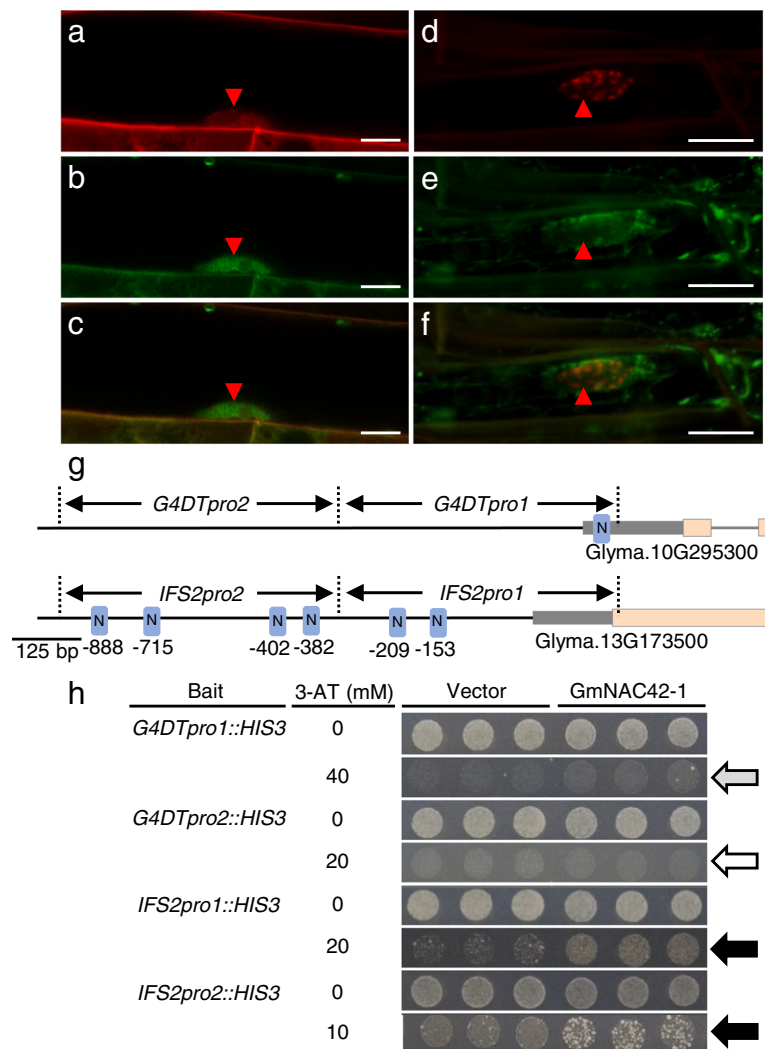 a
d
b
e
c
f
g
G4DTpro2 G4DTpro1
N
Glyma.10G295300
IFS2pro2 IFS2pro1
N N N N N N
125 bp -888 -715 -402 -382 -209 -153
Glyma.13G173500
h
Bait 3-AT (mM) Vector GmNAC42-1
G4DTpro1::HIS3 0
40
G4DTpro2::HIS3 0
20
IFS2pro1::HIS3 0
20
IFS2pro2::HIS3 0
10